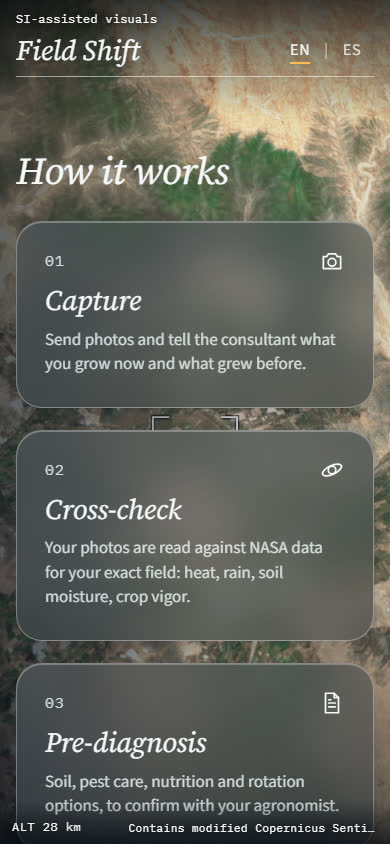 SI-assisted visuals
Field Shift
EN | ES
How it works
01
Capture
Send photos and tell the consultant what
you grow now and what grew before.
02
Cross-check
Your photos are read against NASA data
for your exact field: heat, rain, soil
moisture, crop vigor.
03
Pre-diagnosis
Soil, pest care, nutrition and rotation
options, to confirm with your agronomist.
ALT 28 km
Contains modified Copernicus Senti…